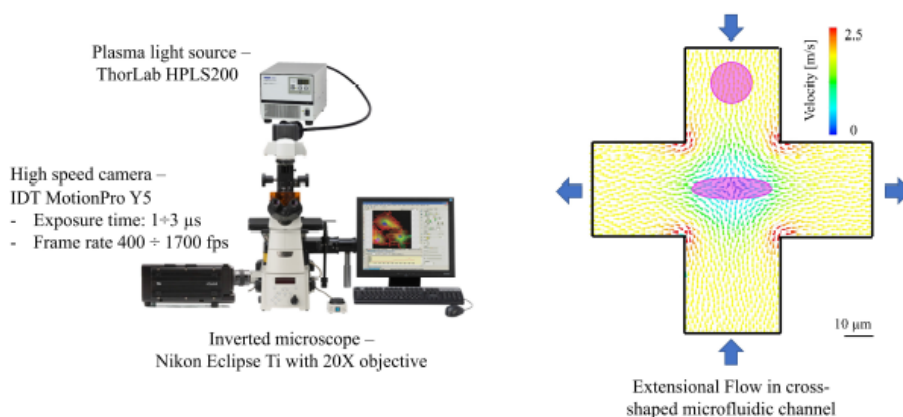 Plasma light source –
ThorLab HPLS200
High speed camera –
IDT MotionPro Y5
- Exposure time: 1÷3 µs
- Frame rate 400 ÷ 1700 fps
Inverted microscope –
Nikon Eclipse Ti with 20X objective
Velocity [m/s]
2.5
0
10 µm
Extensional Flow in cross-
shaped microfluidic channel